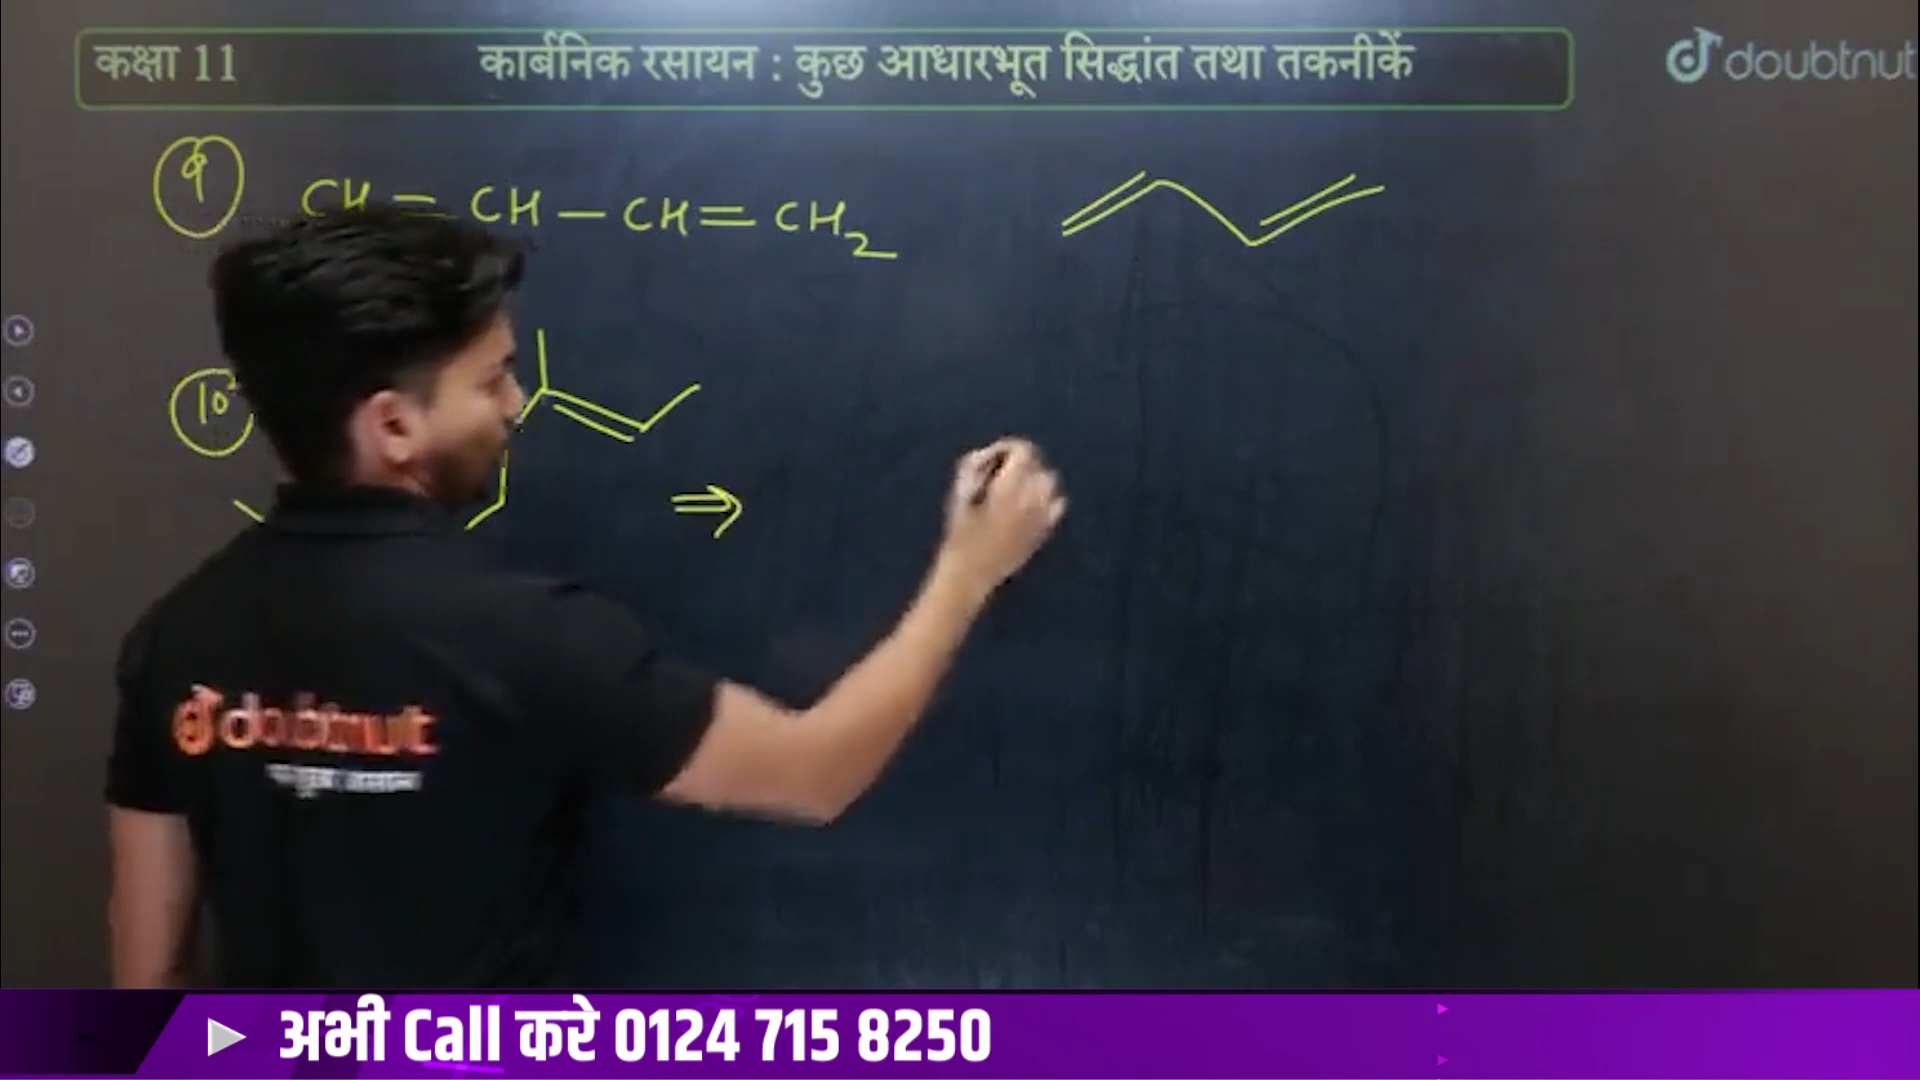 कक्षा 11 कार्बनिक रसायन : कुछ आधारभूत सिद्धांत तथा तकनीकें
doubtnut
9 CH = CH — CH = CH2
10
⇒
doubtnut
अभी Call करे 0124 715 8250